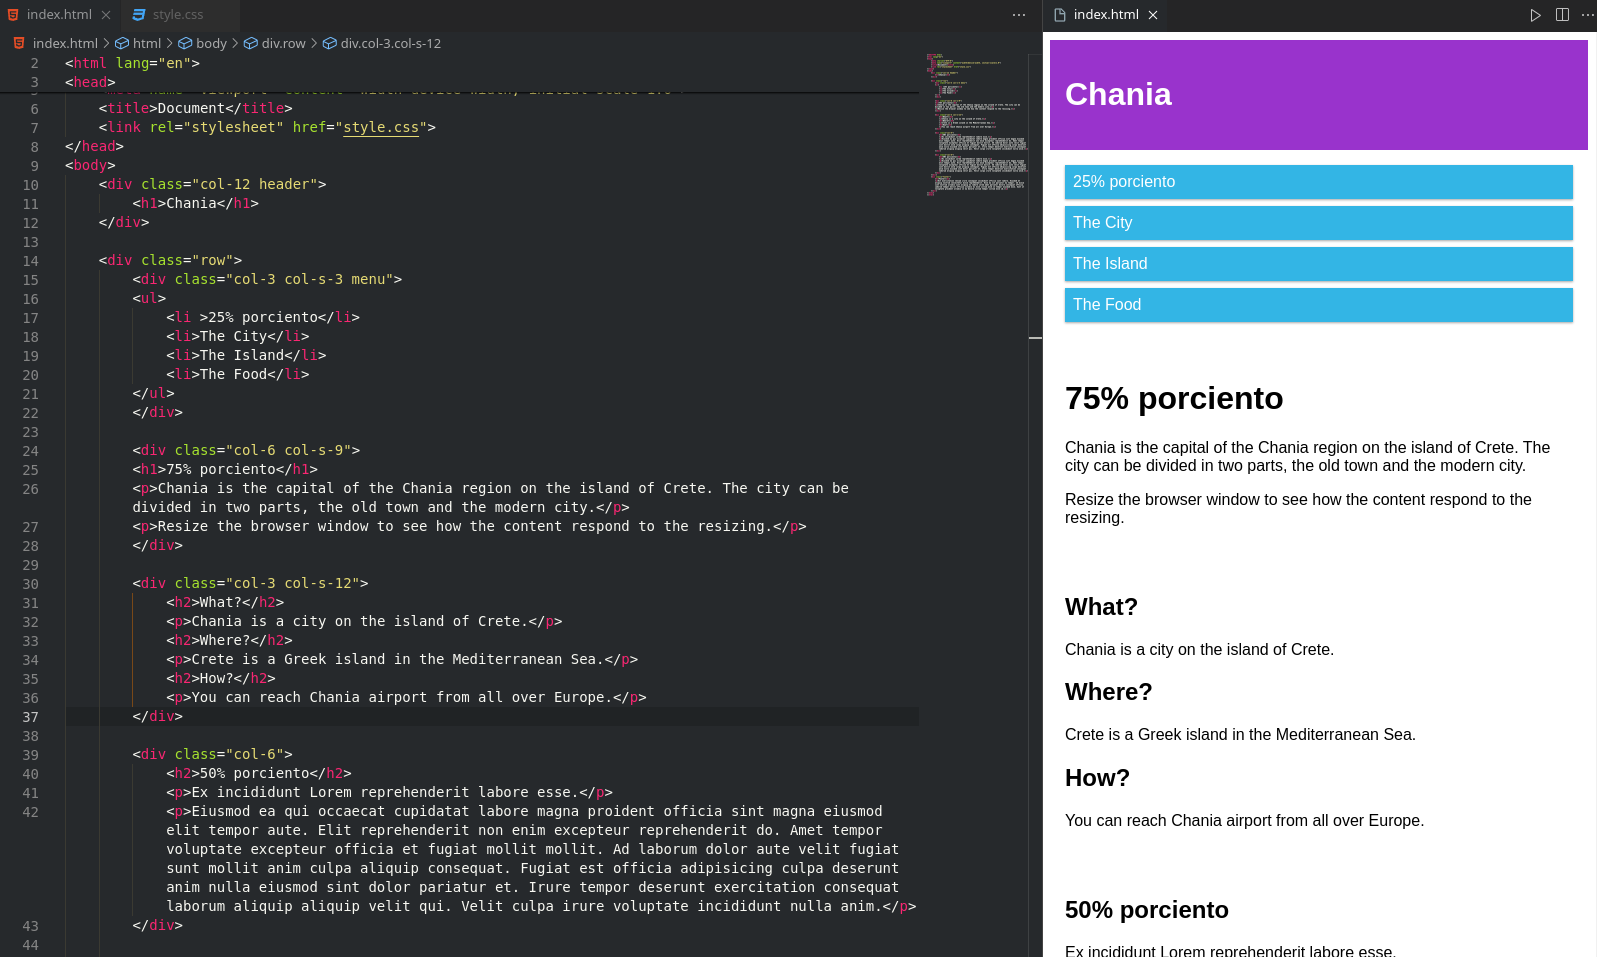 index.html
style.css
index.html
index.html > html > body > div.row > div.col-3.col-s-12
2 <html lang="en">
3 <head>
6 <title>Document</title>
7 <link rel="stylesheet" href="style.css">
8 </head>
9 <body>
10 <div class="col-12 header">
11 <h1>Chania</h1>
12 </div>
13
14 <div class="row">
15 <div class="col-3 col-s-3 menu">
16 <ul>
17 <li >25% porciento</li>
18 <li>The City</li>
19 <li>The Island</li>
20 <li>The Food</li>
21 </ul>
22 </div>
23
24 <div class="col-6 col-s-9">
25 <h1>75% porciento</h1>
26 <p>Chania is the capital of the Chania region on the island of Crete. The city can be
divided in two parts, the old town and the modern city.</p>
27 <p>Resize the browser window to see how the content respond to the resizing.</p>
28 </div>
29
30 <div class="col-3 col-s-12">
31 <h2>What?</h2>
32 <p>Chania is a city on the island of Crete.</p>
33 <h2>Where?</h2>
34 <p>Crete is a Greek island in the Mediterranean Sea.</p>
35 <h2>How?</h2>
36 <p>You can reach Chania airport from all over Europe.</p>
37 </div>
38
39 <div class="col-6">
40 <h2>50% porciento</h2>
41 <p>Ex incididunt Lorem reprehenderit labore esse.</p>
42 <p>Eiusmod ea qui occaecat cupidatat labore magna proident officia sint magna eiusmod
elit tempor aute. Elit reprehenderit non enim excepteur reprehenderit do. Amet tempor
voluptate excepteur officia et fugiat mollit mollit. Ad laborum dolor aute velit fugiat
sunt mollit anim culpa aliquip consequat. Fugiat est officia adipisicing culpa deserunt
anim nulla eiusmod sint dolor pariatur et. Irure tempor deserunt exercitation consequat
laborum aliquip aliquip velit qui. Velit culpa irure voluptate incididunt nulla anim.</p>
43 </div>
44
Chania
25% porciento
The City
The Island
The Food
75% porciento
Chania is the capital of the Chania region on the island of Crete. The
city can be divided in two parts, the old town and the modern city.
Resize the browser window to see how the content respond to the
resizing.
What?
Chania is a city on the island of Crete.
Where?
Crete is a Greek island in the Mediterranean Sea.
How?
You can reach Chania airport from all over Europe.
50% porciento
Ex incididunt Lorem reprehenderit labore esse.